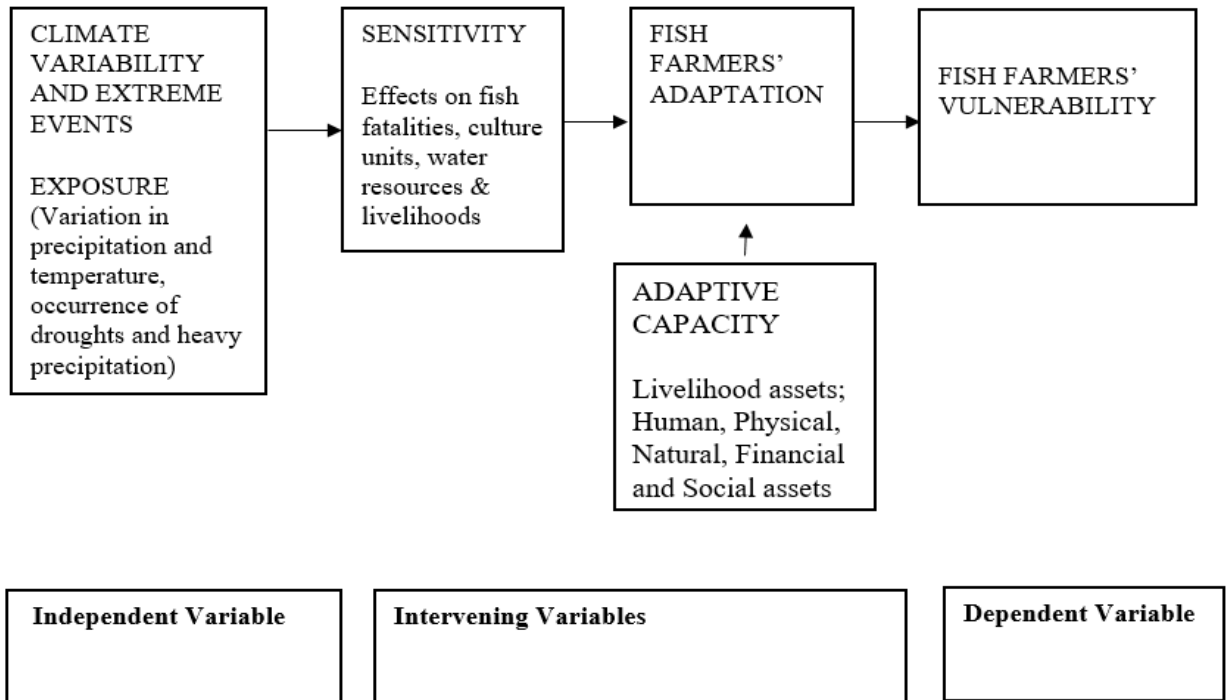 CLIMATE
VARIABILITY
AND EXTREME
EVENTS
EXPOSURE
(Variation in
precipitation and
temperature,
occurrence of
droughts and heavy
precipitation)
SENSITIVITY
Effects on fish
fatalities, culture
units, water
resources &
livelihoods
FISH
FARMERS’
ADAPTATION
FISH FARMERS’
VULNERABILITY
ADAPTIVE
CAPACITY
Livelihood assets;
Human, Physical,
Natural, Financial
and Social assets
Independent Variable
Intervening Variables
Dependent Variable